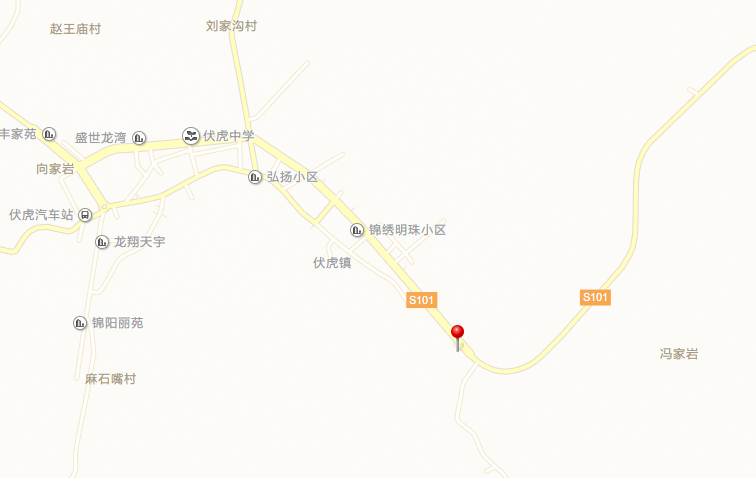 赵王庙村
刘家沟村
丰家苑
盛世龙湾
伏虎中学
向家岩
弘扬小区
伏虎汽车站
龙翔天宇
锦绣明珠小区
伏虎镇
S101
S101
锦阳丽苑
冯家岩
麻石嘴村